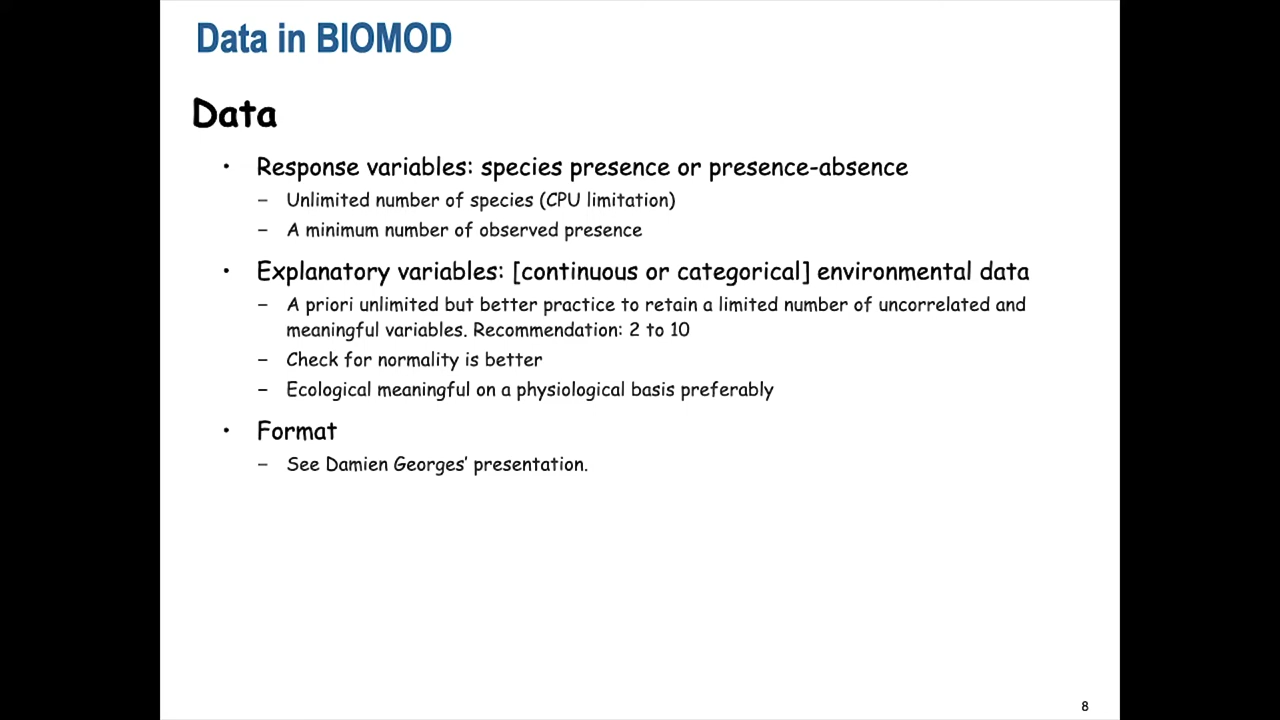 Data in BIOMOD
Data
• Response variables: species presence or presence-absence
– Unlimited number of species (CPU limitation)
– A minimum number of observed presence
• Explanatory variables: [continuous or categorical] environmental data
– A priori unlimited but better practice to retain a limited number of uncorrelated and
meaningful variables. Recommendation: 2 to 10
– Check for normality is better
– Ecological meaningful on a physiological basis preferably
• Format
– See Damien Georges’ presentation.
8